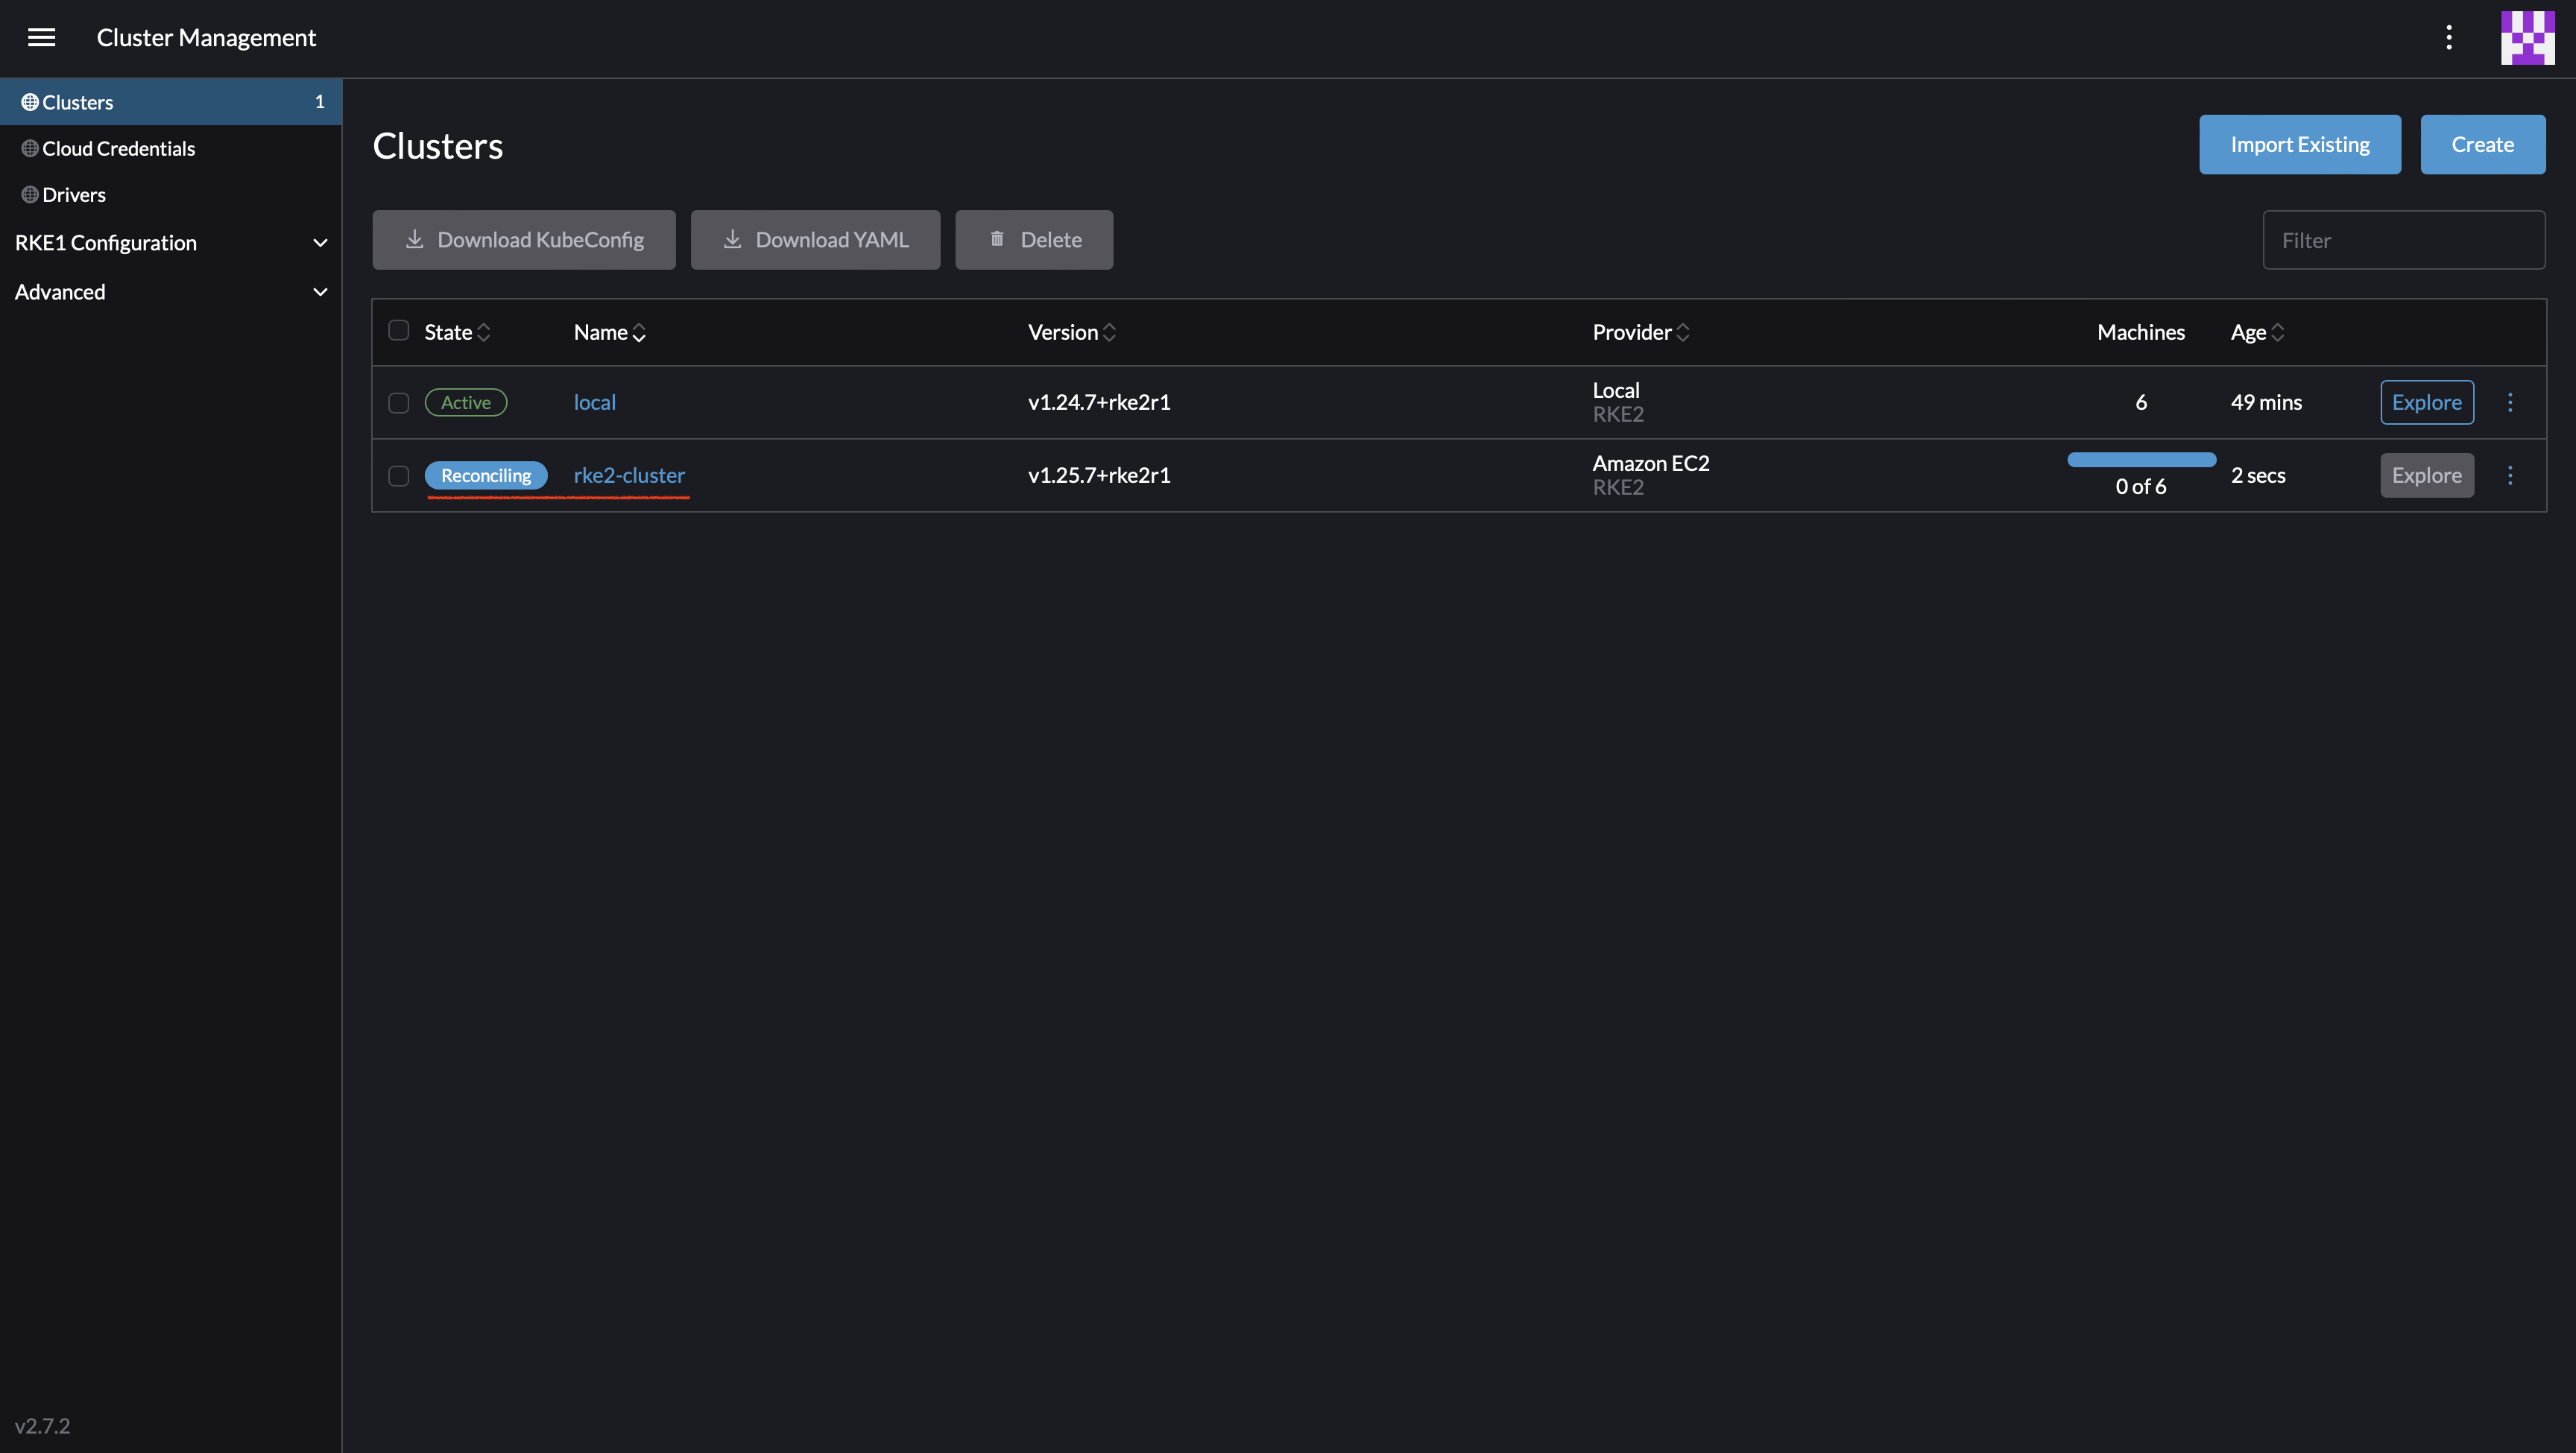 Cluster Management
Clusters 1
Cloud Credentials
Drivers
RKE1 Configuration
Advanced
Clusters
Import Existing
Create
Download KubeConfig
Download YAML
Delete
Filter
State Name Version Provider Machines Age
Active local v1.24.7+rke2r1 Local RKE2 6 49 mins Explore
Reconciling rke2-cluster v1.25.7+rke2r1 Amazon EC2 RKE2 0 of 6 2 secs Explore
v2.7.2